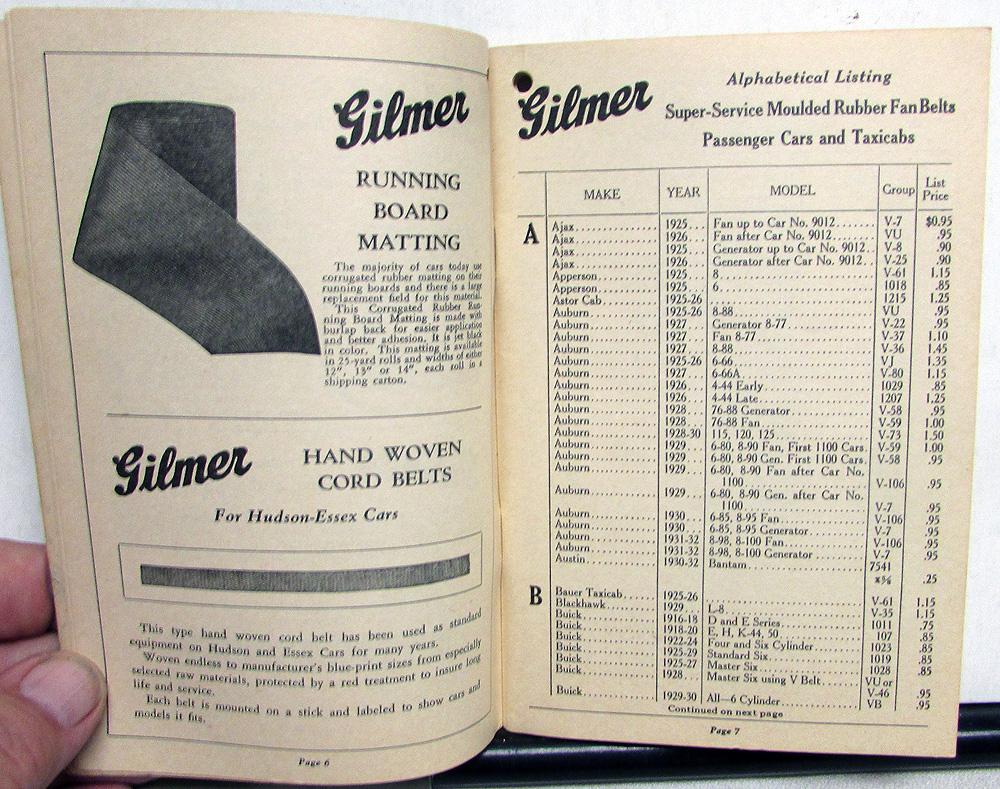 Gilmer
RUNNING
BOARD
MATTING
The majority of cars today use
corrugated rubber matting on their
running boards and there is a large
replacement field for this material.
This Corrugated Rubber Run-
ning Board Matting is made with
burlap back for easier application
and better adhesion. It is jet black
in color. This matting is available
in 25-yard rolls and widths of either
12", 13" or 14", each roll in a
shipping carton.
Gilmer
HAND WOVEN
CORD BELTS
For Hudson-Essex Cars
This type hand woven cord belt has been used as standard
equipment on Hudson and Essex Cars for many years.
Woven endless to manufacturer's blue-print sizes from especially
selected raw materials, protected by a red treatment to insure long
life and service.
Each belt is mounted on a stick and labeled to show cars and
models it fits.
Page 6
Gilmer
Alphabetical Listing
Super-Service Moulded Rubber Fan Belts
Passenger Cars and Taxicabs
MAKE YEAR MODEL Group List Price
A
Ajax 1925 Fan up to Car No. 9012 V-7 $0.95
Ajax 1926 Fan after Car No. 9012 VU .95
Ajax 1925 Generator up to Car No. 9012 V-8 .90
Ajax 1926 Generator after Car No. 9012 V-25 .90
Apperson 1925 8 V-61 1.15
Apperson 1925 6 1018 .85
Astor Cab 1925-26 1215 1.25
Auburn 1925-26 8-88 VU .95
Auburn 1927 Generator 8-77 V-22 .95
Auburn 1927 Fan 8-77 V-37 1.10
Auburn 1927 8-88 V-36 1.45
Auburn 1925-26 6-66 VJ 1.35
Auburn 1927 6-66A V-80 1.15
Auburn 1926 4-44 Early 1029 .85
Auburn 1926 4-44 Late 1207 1.25
Auburn 1928 76-88 Generator V-58 .95
Auburn 1928 76-88 Fan V-59 1.00
Auburn 1928-30 115, 120, 125 V-73 1.50
Auburn 1929 6-80, 8-90 Fan, First 1100 Cars V-59 1.00
Auburn 1929 6-80, 8-90 Gen. First 1100 Cars V-58 .95
Auburn 1929 6-80, 8-90 Fan after Car No.
1100 V-106 .95
Auburn 1929 6-80, 8-90 Gen. after Car No.
1100 V-7 .95
Auburn 1930 6-85, 8-95 Fan V-106 .95
Auburn 1930 6-85, 8-95 Generator V-7 .95
Auburn 1931-32 8-98, 8-100 Fan V-106 .95
Auburn 1931-32 8-98, 8-100 Generator V-7 .95
Austin 1930-32 Bantam 7541
.25
B
Bauer Taxicab 1925-26 V-61 1.15
Blackhawk 1929 L-8 V-35 1.15
Buick 1916-18 D and E Series 1011 .75
Buick 1918-20 E, H, K-44, 50 107 .85
Buick 1922-24 Four and Six Cylinder 1023 .85
Buick 1925-29 Standard Six 1019 .85
Buick 1925-27 Master Six 1028 .85
Buick 1928 Master Six using V Belt VU or
V-46 .95
Buick 1929-30 All—6 Cylinder VB .95
Continued on next page
Page 7